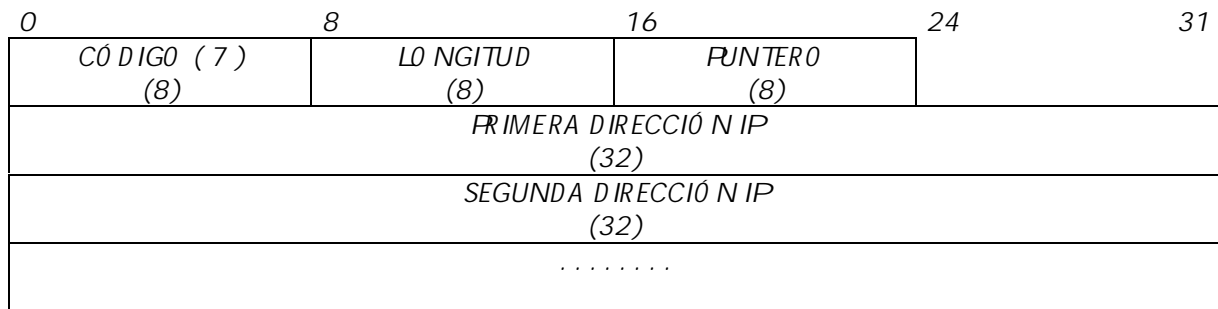 0 8 16 24 31
CÓDIGO (7) LONGITUD PUNTERO
(8) (8) (8)
PRIMERA DIRECCIÓN IP
(32)
SEGUNDA DIRECCIÓN IP
(32)
........